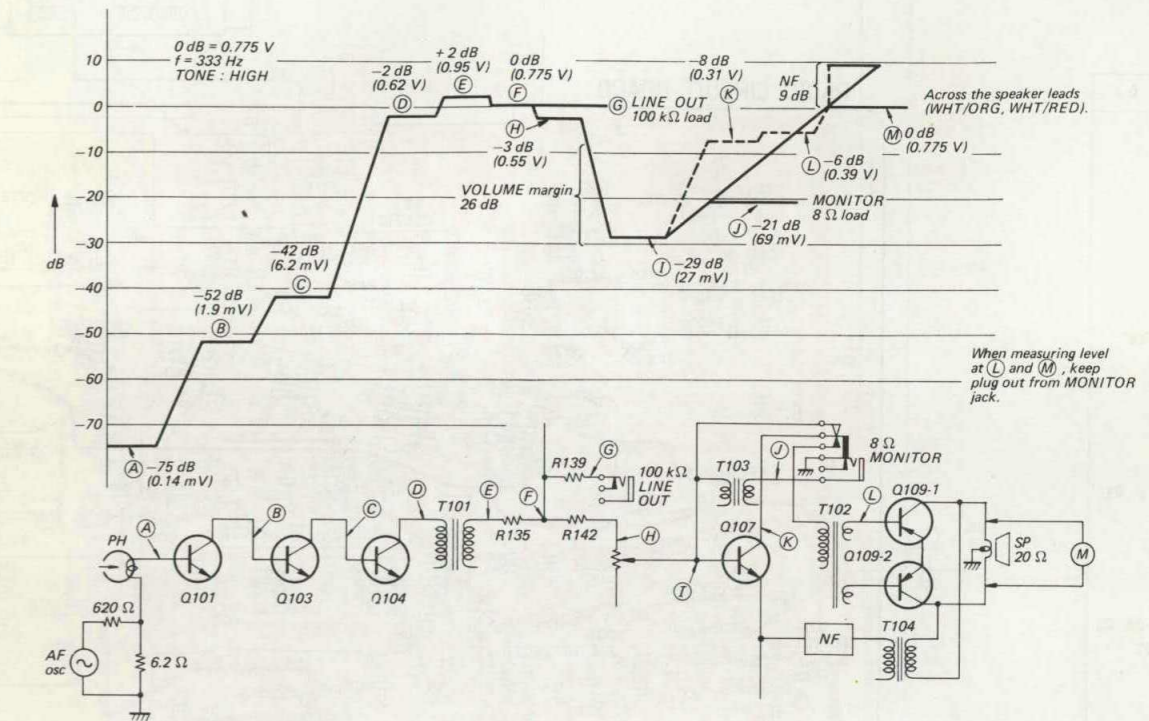 0 dB = 0.775 V
f = 333 Hz
TONE : HIGH
-2 dB
(0.62 V)
Ⓓ
+2 dB
(0.95 V)
Ⓔ
0 dB
(0.775 V)
Ⓕ
-8 dB
(0.31 V)
Ⓚ
NF
9 dB
Across the speaker leads
(WHT/ORG, WHT/RED).
Ⓖ LINE OUT
100 kΩ load
Ⓗ
-3 dB
(0.55 V)
Ⓜ 0 dB
(0.775 V)
Ⓛ -6 dB
(0.39 V)
VOLUME margin
26 dB
MONITOR
8 Ω load
Ⓙ -21 dB
(69 mV)
Ⓘ -29 dB
(27 mV)
-42 dB
(6.2 mV)
Ⓒ
-52 dB
(1.9 mV)
Ⓑ
Ⓐ -75 dB
(0.14 mV)
10
0
-10
-20
-30
-40
-50
-60
-70
dB
When measuring level
at Ⓛ and Ⓜ , keep
plug out from MONITOR
jack.
PH
Ⓐ
Q101
Ⓑ
Q103
Ⓒ
Q104
Ⓓ
T101
Ⓔ
R135
Ⓕ
R139
Ⓖ
100 kΩ
LINE
OUT
R142
Ⓗ
Ⓘ
T103
Ⓙ
8 Ω
MONITOR
Q107
Ⓚ
T102
Ⓛ
Q109-1
Q109-2
SP
20 Ω
Ⓜ
NF
T104
620 Ω
AF
osc
6.2 Ω